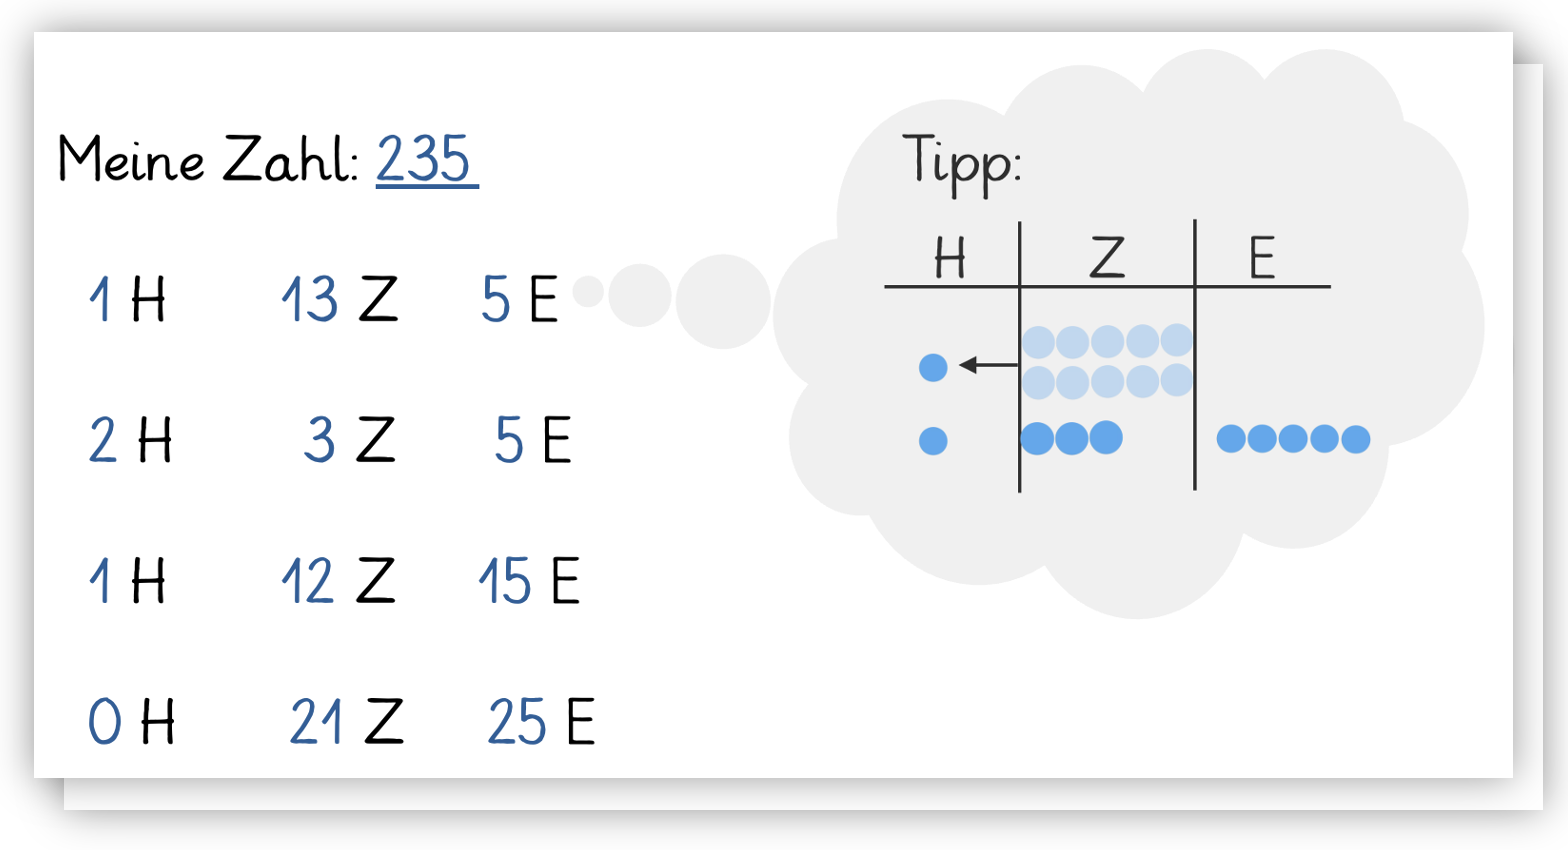 Meine Zahl: 235
1 H 13 Z 5 E
2 H 3 Z 5 E
1 H 12 Z 15 E
0 H 21 Z 25 E
Tipp:
H Z E